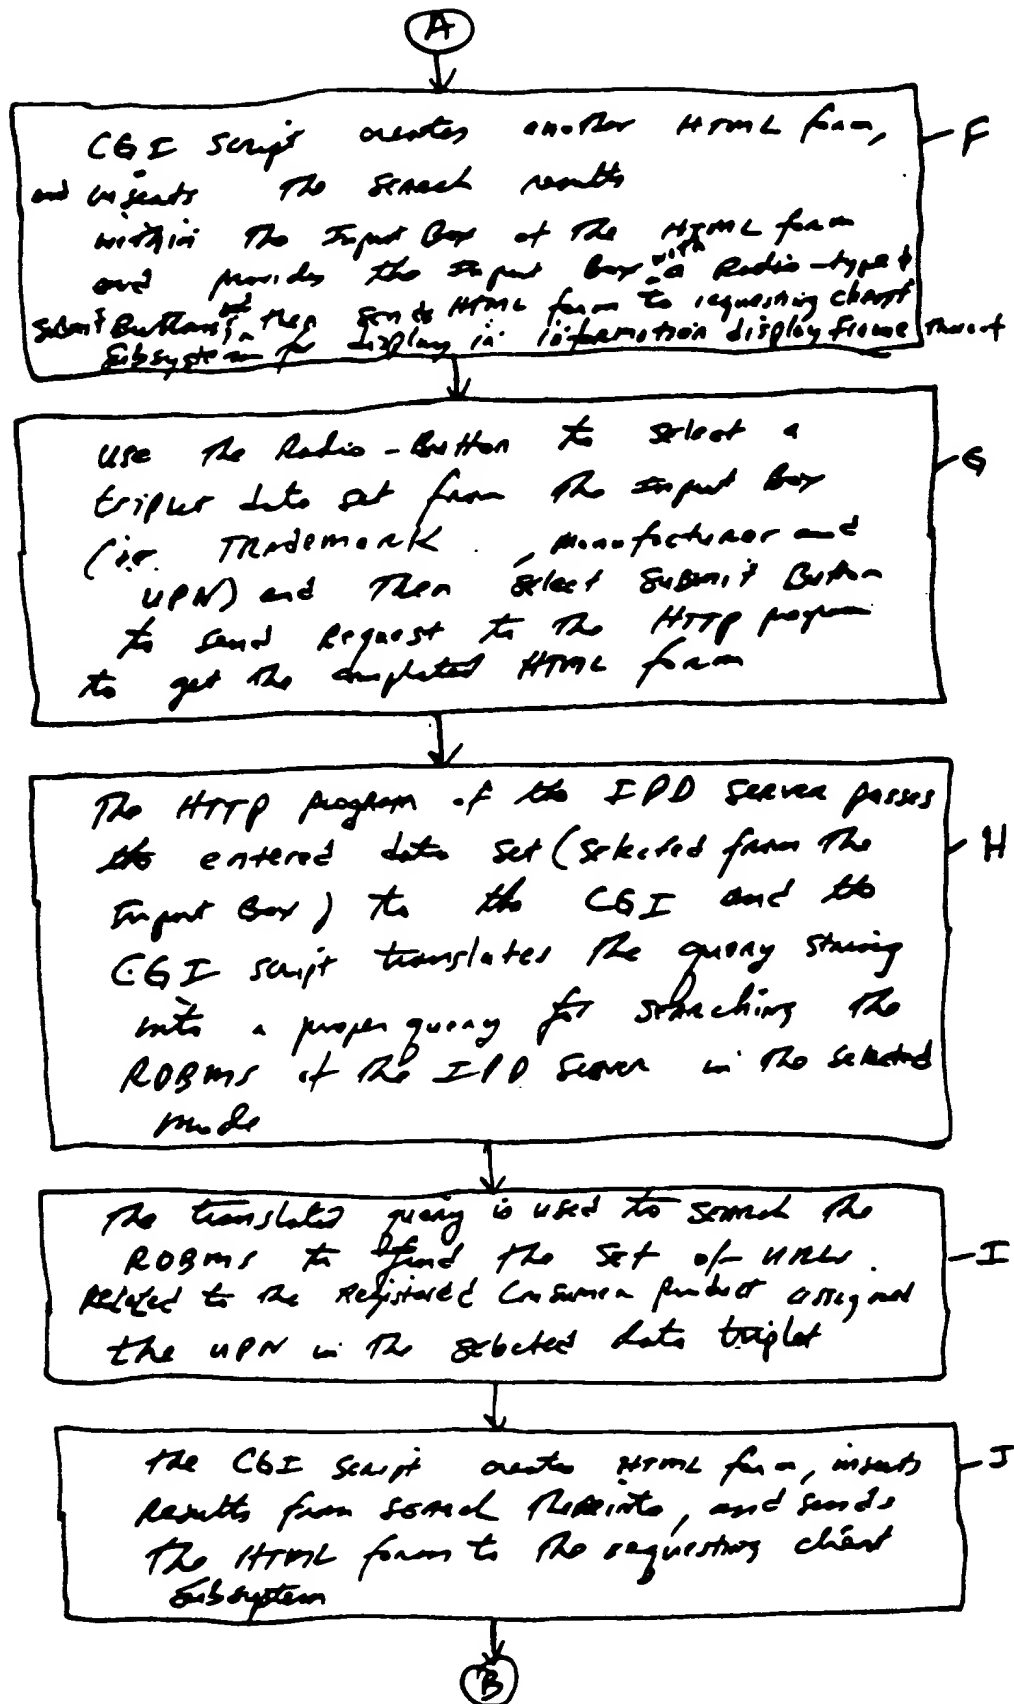 A
CGI script creates another HTML form, F
and inserts the search results
within the Input Box of the HTML form
and provides the Input Box with a Radio-type &
Submit Buttons, and then sends HTML form to requesting client
subsystem for display in information display frame thereof
use the Radio-Button to select a
triplet data set from the Input Box G
(i.e. Trademark, manufacturer and
UPN) and then select Submit Button
to send Request to the HTTP program
to get the completed HTML form
The HTTP program of the IPD Server passes
the entered data set (selected from the H
Input Box) to the CGI and the
CGI script translates the query string
into a proper query for searching the
RDBMS of the IPD Server in the selected
mode
The translated query is used to search the
RDBMS to find the set of URLs I
Related to the Registered Consumer product assigned
the UPN in the selected data triplet
the CGI script creates HTML form, inserts J
Results from search thereinto, and sends
the HTML form to the requesting client
subsystem
B